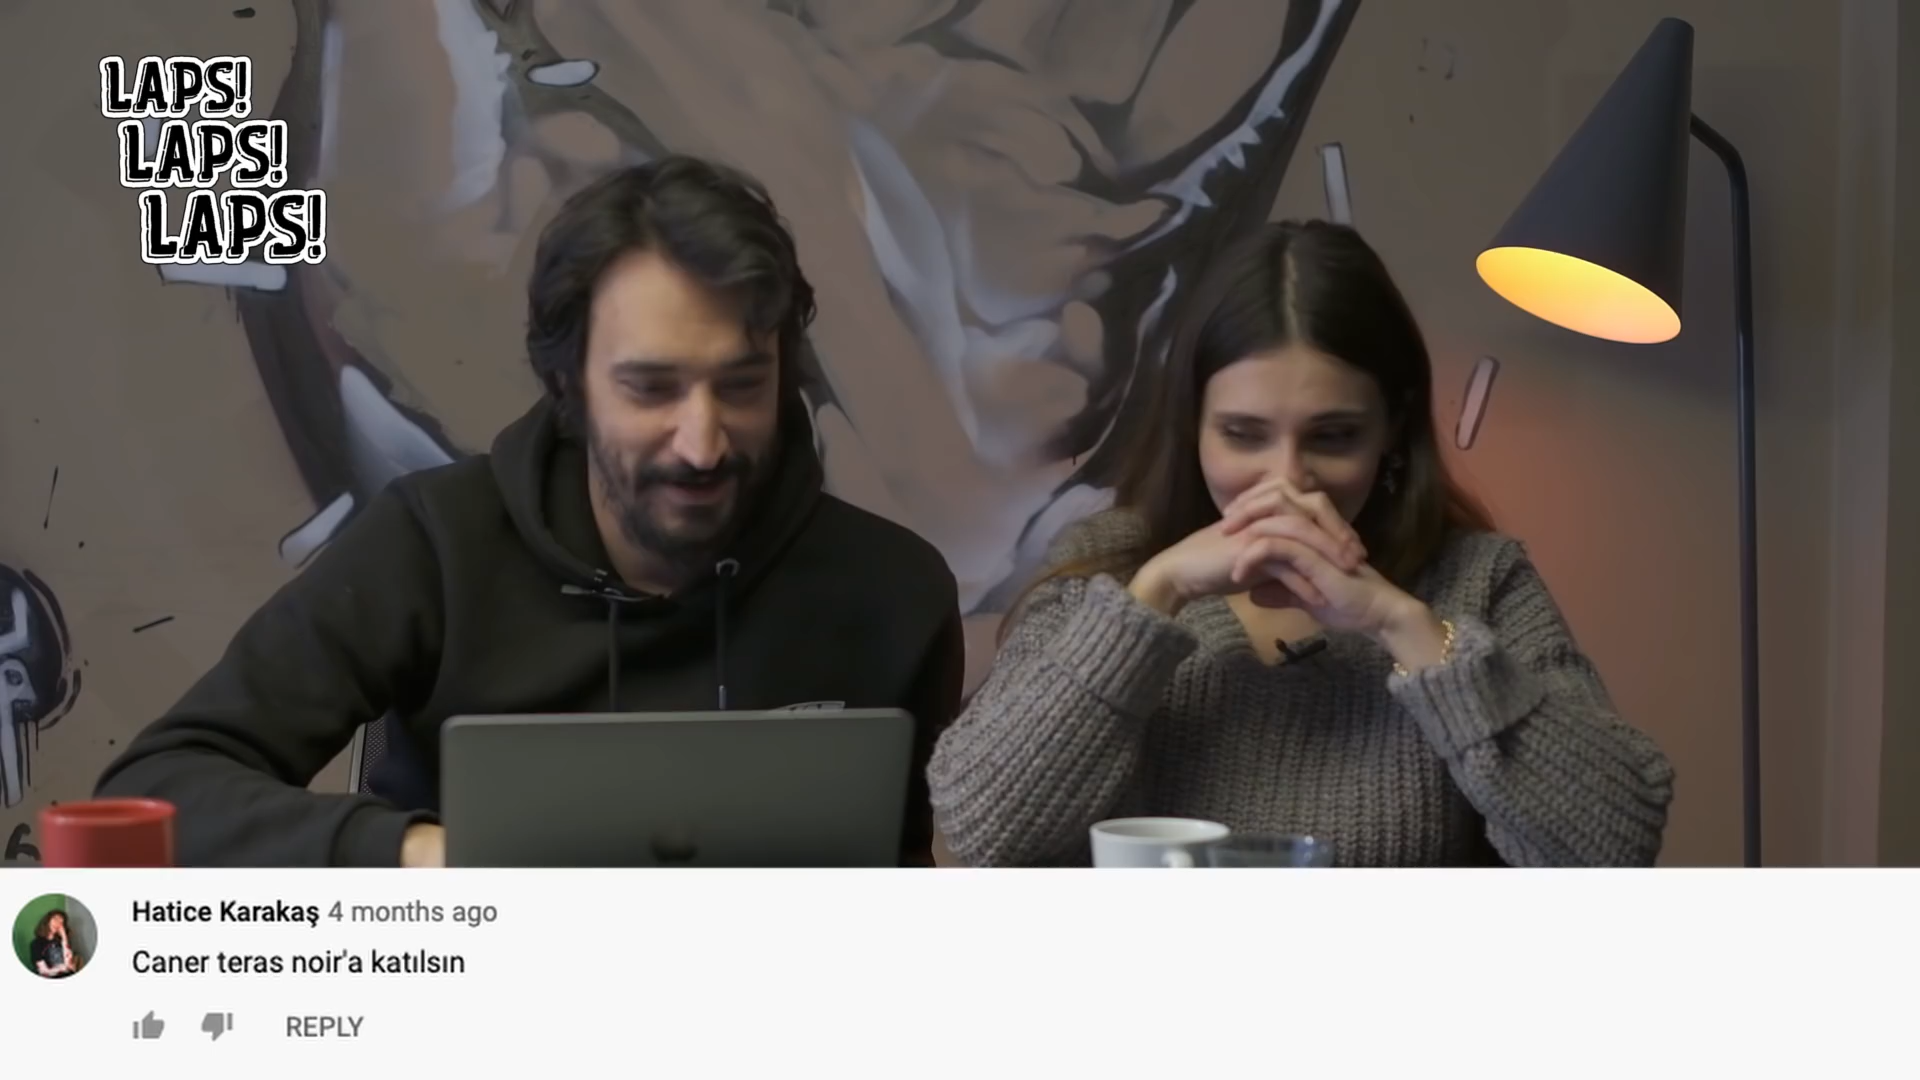 LAPS!
LAPS!
LAPS!
Hatice Karakaş 4 months ago
Caner teras noir'a katılsın
REPLY